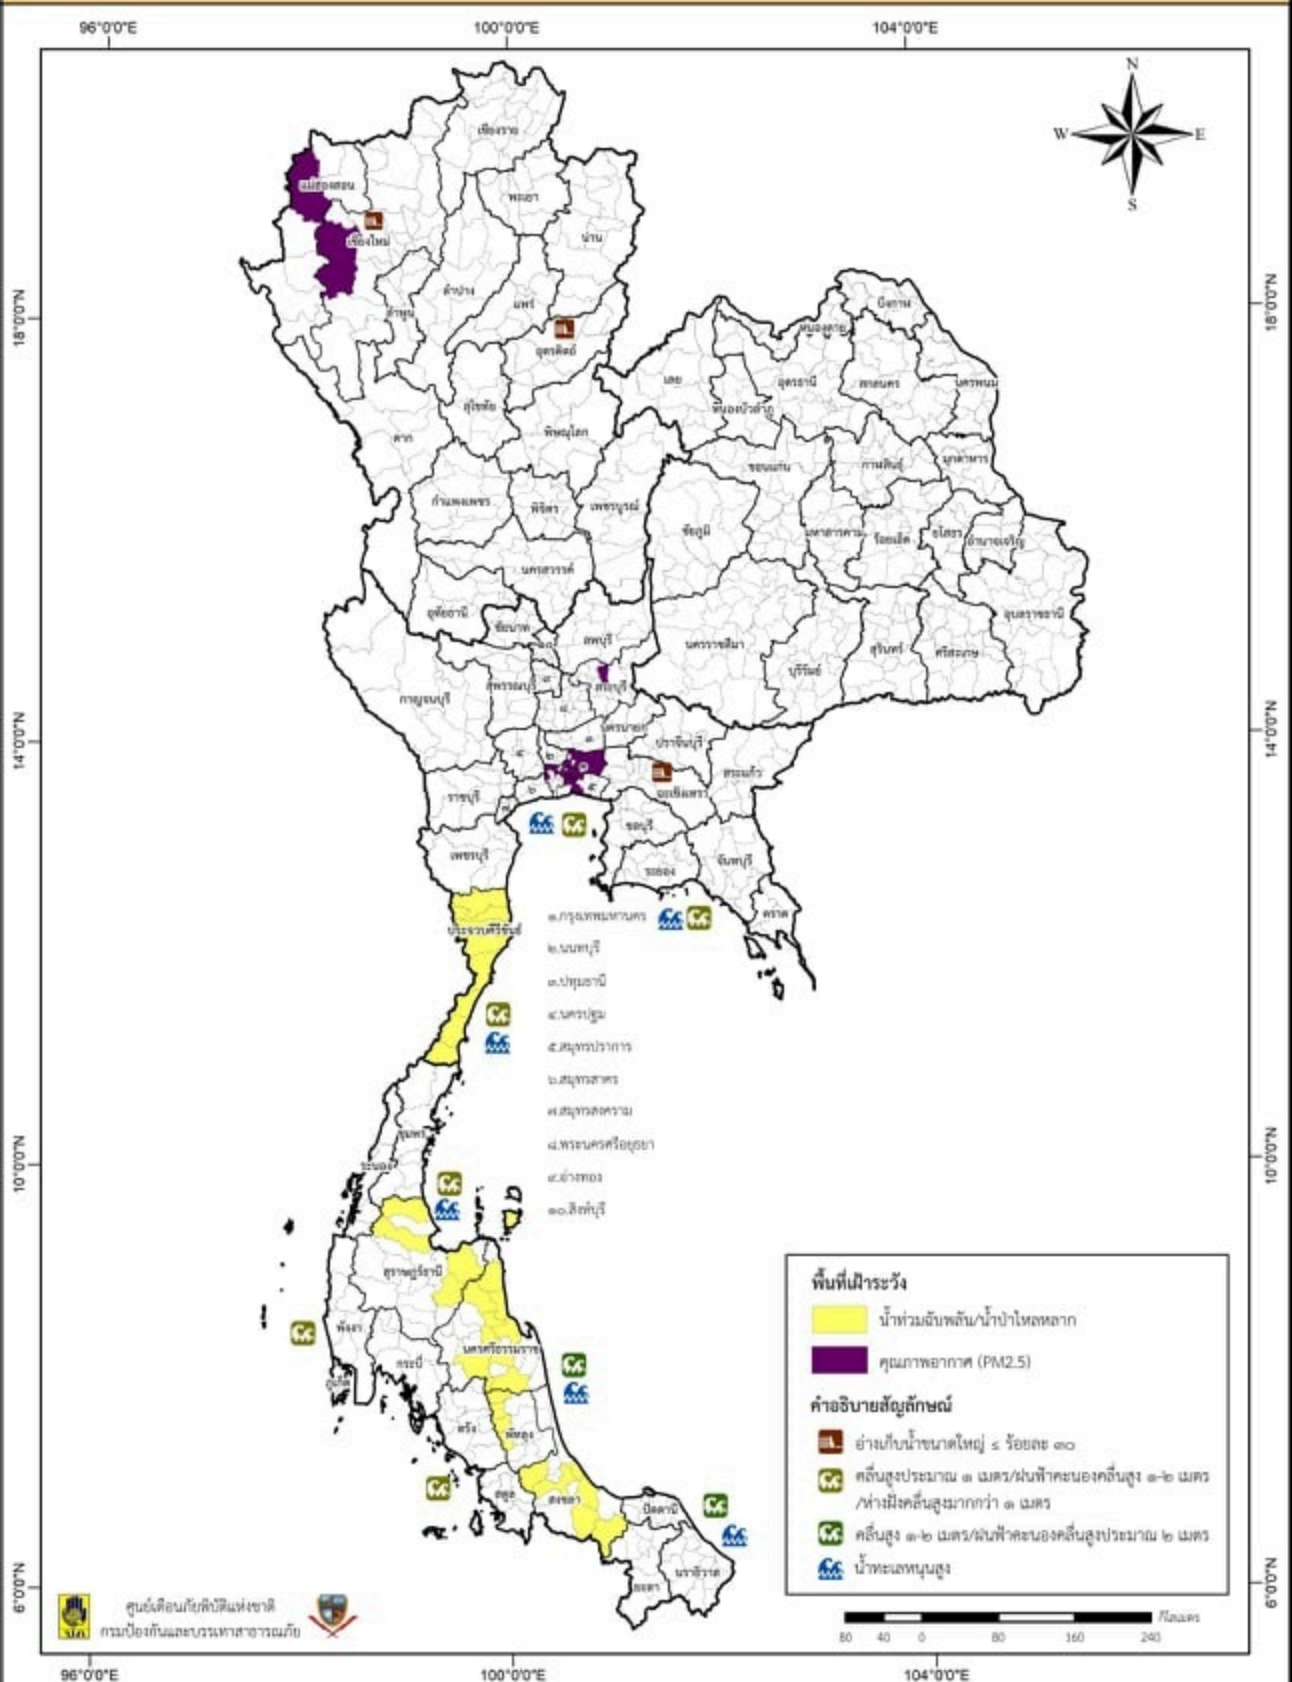 96°0'0"E 100°0'0"E 104°0'0"E
N
W E
S
เชียงราย
แม่ฮ่องสอน
พะเยา
เชียงใหม่
น่าน
18°0'0"N
ลำปาง
แพร่
ลำพูน
อุตรดิตถ์
บึงกาฬ
หนองคาย
18°0'0"N
เลย
อุดรธานี
สกลนคร
นครพนม
หนองบัวลำภู
สุโขทัย
ตาก
พิษณุโลก
ขอนแก่น
กาฬสินธุ์
มุกดาหาร
กำแพงเพชร
พิจิตร
เพชรบูรณ์
ชัยภูมิ
มหาสารคาม
ร้อยเอ็ด
ยโสธร
อำนาจเจริญ
นครสวรรค์
อุทัยธานี
ชัยนาท
ลพบุรี
นครราชสีมา
บุรีรัมย์
สุรินทร์
ศรีสะเกษ
อุบลราชธานี
๑๐
กาญจนบุรี
สุพรรณบุรี
๙
สระบุรี
๘
นครนายก
ปราจีนบุรี
14°0'0"N
๓
๔
๒
๑
สระแก้ว
14°0'0"N
ราชบุรี
๖
๕
ฉะเชิงเทรา
๗
ชลบุรี
เพชรบุรี
ระยอง
จันทบุรี
ตราด
ประจวบคีรีขันธ์
๑.กรุงเทพมหานคร
๒.นนทบุรี
๓.ปทุมธานี
๔.นครปฐม
๕.สมุทรปราการ
๖.สมุทรสาคร
๗.สมุทรสงคราม
๘.พระนครศรีอยุธยา
๙.อ่างทอง
๑๐.สิงห์บุรี
ชุมพร
ระนอง
10°0'0"N
10°0'0"N
สุราษฎร์ธานี
พังงา
กระบี่
ภูเก็ต
นครศรีธรรมราช
ตรัง
พัทลุง
สตูล
สงขลา
ปัตตานี
ยะลา
นราธิวาส
6°0'0"N
6°0'0"N
พื้นที่เฝ้าระวัง
น้ำท่วมฉับพลัน/น้ำป่าไหลหลาก
คุณภาพอากาศ (PM2.5)
คำอธิบายสัญลักษณ์
อ่างเก็บน้ำขนาดใหญ่ ≤ ร้อยละ ๓๐
คลื่นสูงประมาณ ๑ เมตร/ฝนฟ้าคะนองคลื่นสูง ๑-๒ เมตร
/ห่างฝั่งคลื่นสูงมากกว่า ๑ เมตร
คลื่นสูง ๑-๒ เมตร/ฝนฟ้าคะนองคลื่นสูงประมาณ ๒ เมตร
น้ำทะเลหนุนสูง
ศูนย์เตือนภัยพิบัติแห่งชาติ
กรมป้องกันและบรรเทาสาธารณภัย
ปภ
กิโลเมตร
80 40 0 80 160 240
96°0'0"E 100°0'0"E 104°0'0"E